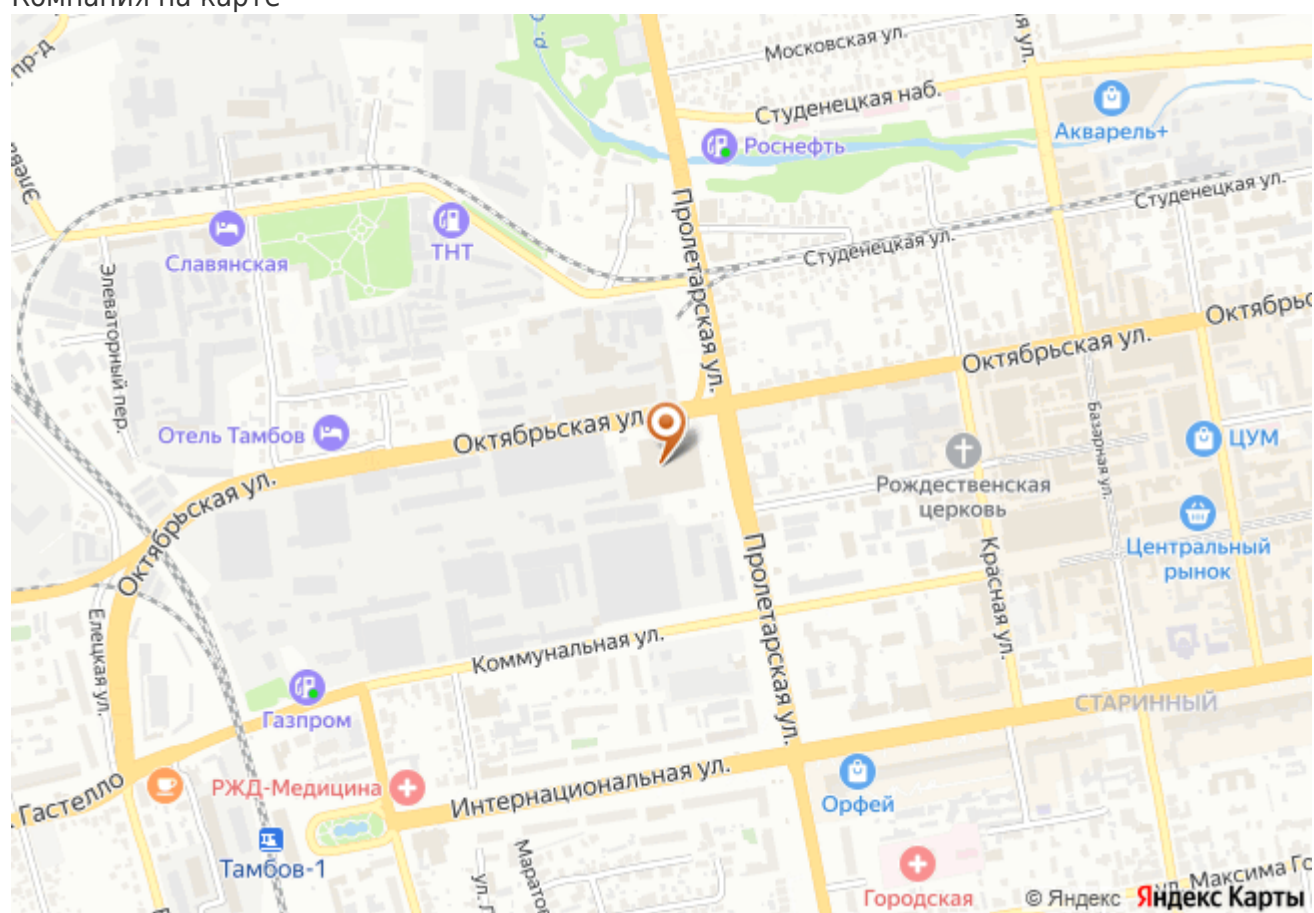 Компания на карте
Московская ул.
пр-д
Студенецкая наб.
Акварель+
Роснефть
Студенецкая ул.
Пролетарская ул.
Славянская
ТНТ
Студенецкая ул.
Элеваторный пер.
Октябрьская ул.
Отель Тамбов
Октябрьская ул
Базарная ул.
ЦУМ
Рождественская
церковь
Октябрьская ул.
Центральный
рынок
Пролетарская ул.
Красная ул.
Елецкая ул.
Коммунальная ул.
Газпром
СТАРИННЫЙ
РЖД-Медицина
Интернациональная ул.
Гастелло
Орфей
Тамбов-1
Городская
© Яндекс Яндекс Карты